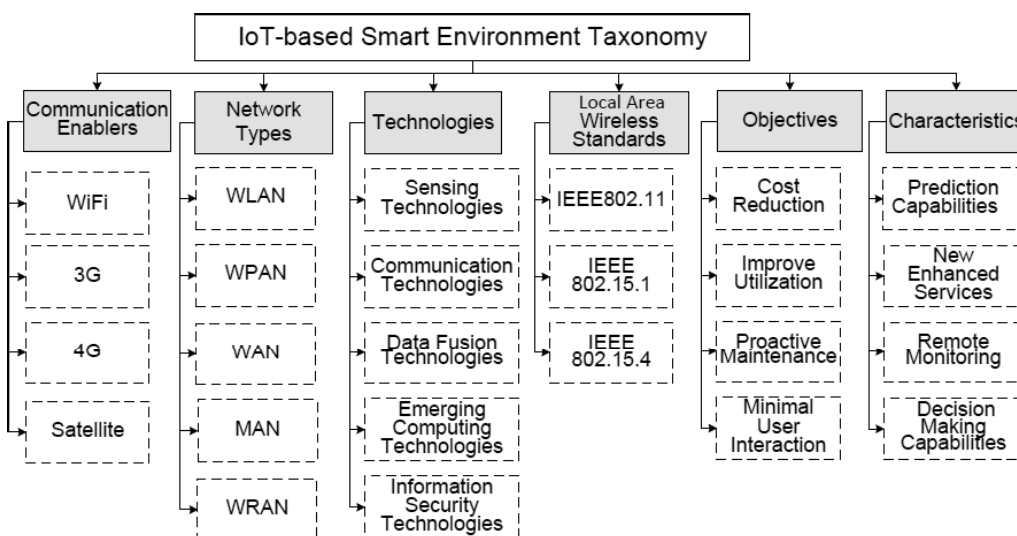 IoT-based Smart Environment Taxonomy
Communication
Enablers
WiFi
3G
4G
Satellite
Network
Types
WLAN
WPAN
WAN
MAN
WRAN
Technologies
Sensing
Technologies
Communication
Technologies
Data Fusion
Technologies
Emerging
Computing
Technologies
Information
Security
Technologies
Local Area
Wireless
Standards
IEEE802.11
IEEE
802.15.1
IEEE
802.15.4
Objectives
Cost
Reduction
Improve
Utilization
Proactive
Maintenance
Minimal
User
Interaction
Characteristics
Prediction
Capabilities
New
Enhanced
Services
Remote
Monitoring
Decision
Making
Capabilities